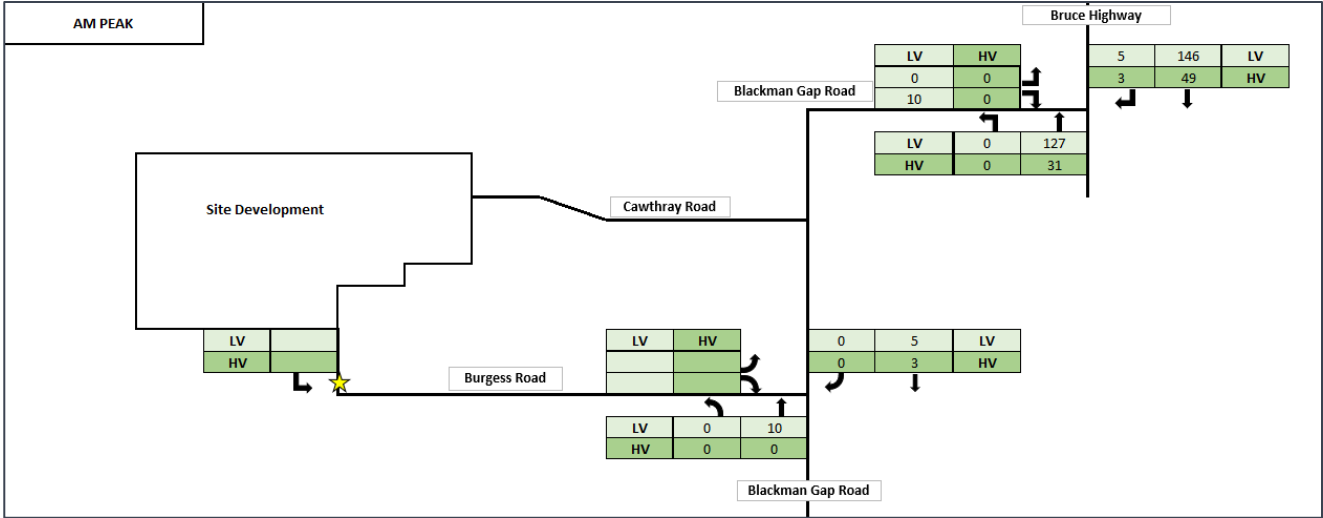 AM PEAK
Bruce Highway
LV HV
0 0
10 0
5 146 LV
3 49 HV
Blackman Gap Road
LV 0 127
HV 0 31
Site Development
Cawthray Road
LV
HV
LV HV
0 5 LV
0 3 HV
Burgess Road
LV 0 10
HV 0 0
Blackman Gap Road